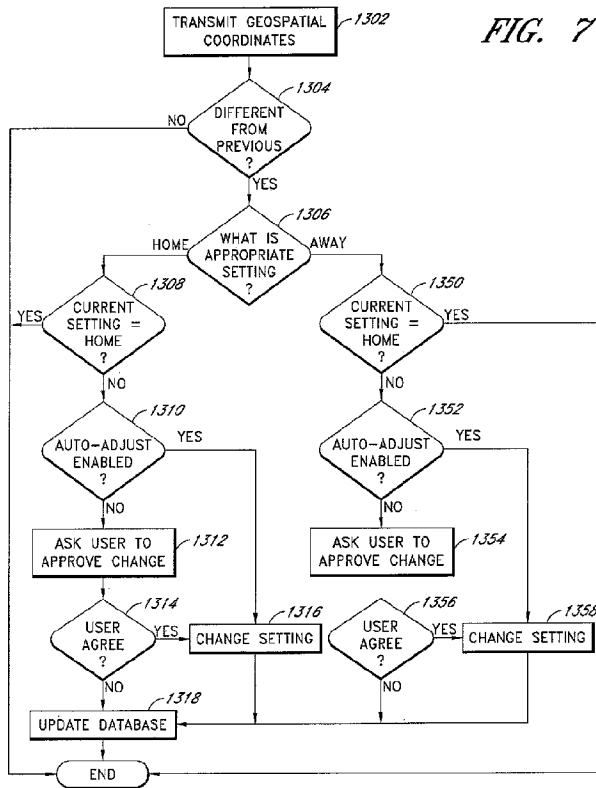 FIG. 7
TRANSMIT GEOSPATIAL
COORDINATES
1302
1304
DIFFERENT
FROM
PREVIOUS
?
NO
YES
1306
WHAT IS
APPROPRIATE
SETTING
?
HOME
AWAY
1308
CURRENT
SETTING =
HOME
?
YES
NO
1350
CURRENT
SETTING =
HOME
?
YES
NO
1310
AUTO-ADJUST
ENABLED
?
YES
NO
1352
AUTO-ADJUST
ENABLED
?
YES
NO
ASK USER TO
APPROVE CHANGE
1312
ASK USER TO
APPROVE CHANGE
1354
1314
USER
AGREE
?
YES
NO
1316
CHANGE SETTING
1356
USER
AGREE
?
YES
NO
1358
CHANGE SETTING
1318
UPDATE DATABASE
END